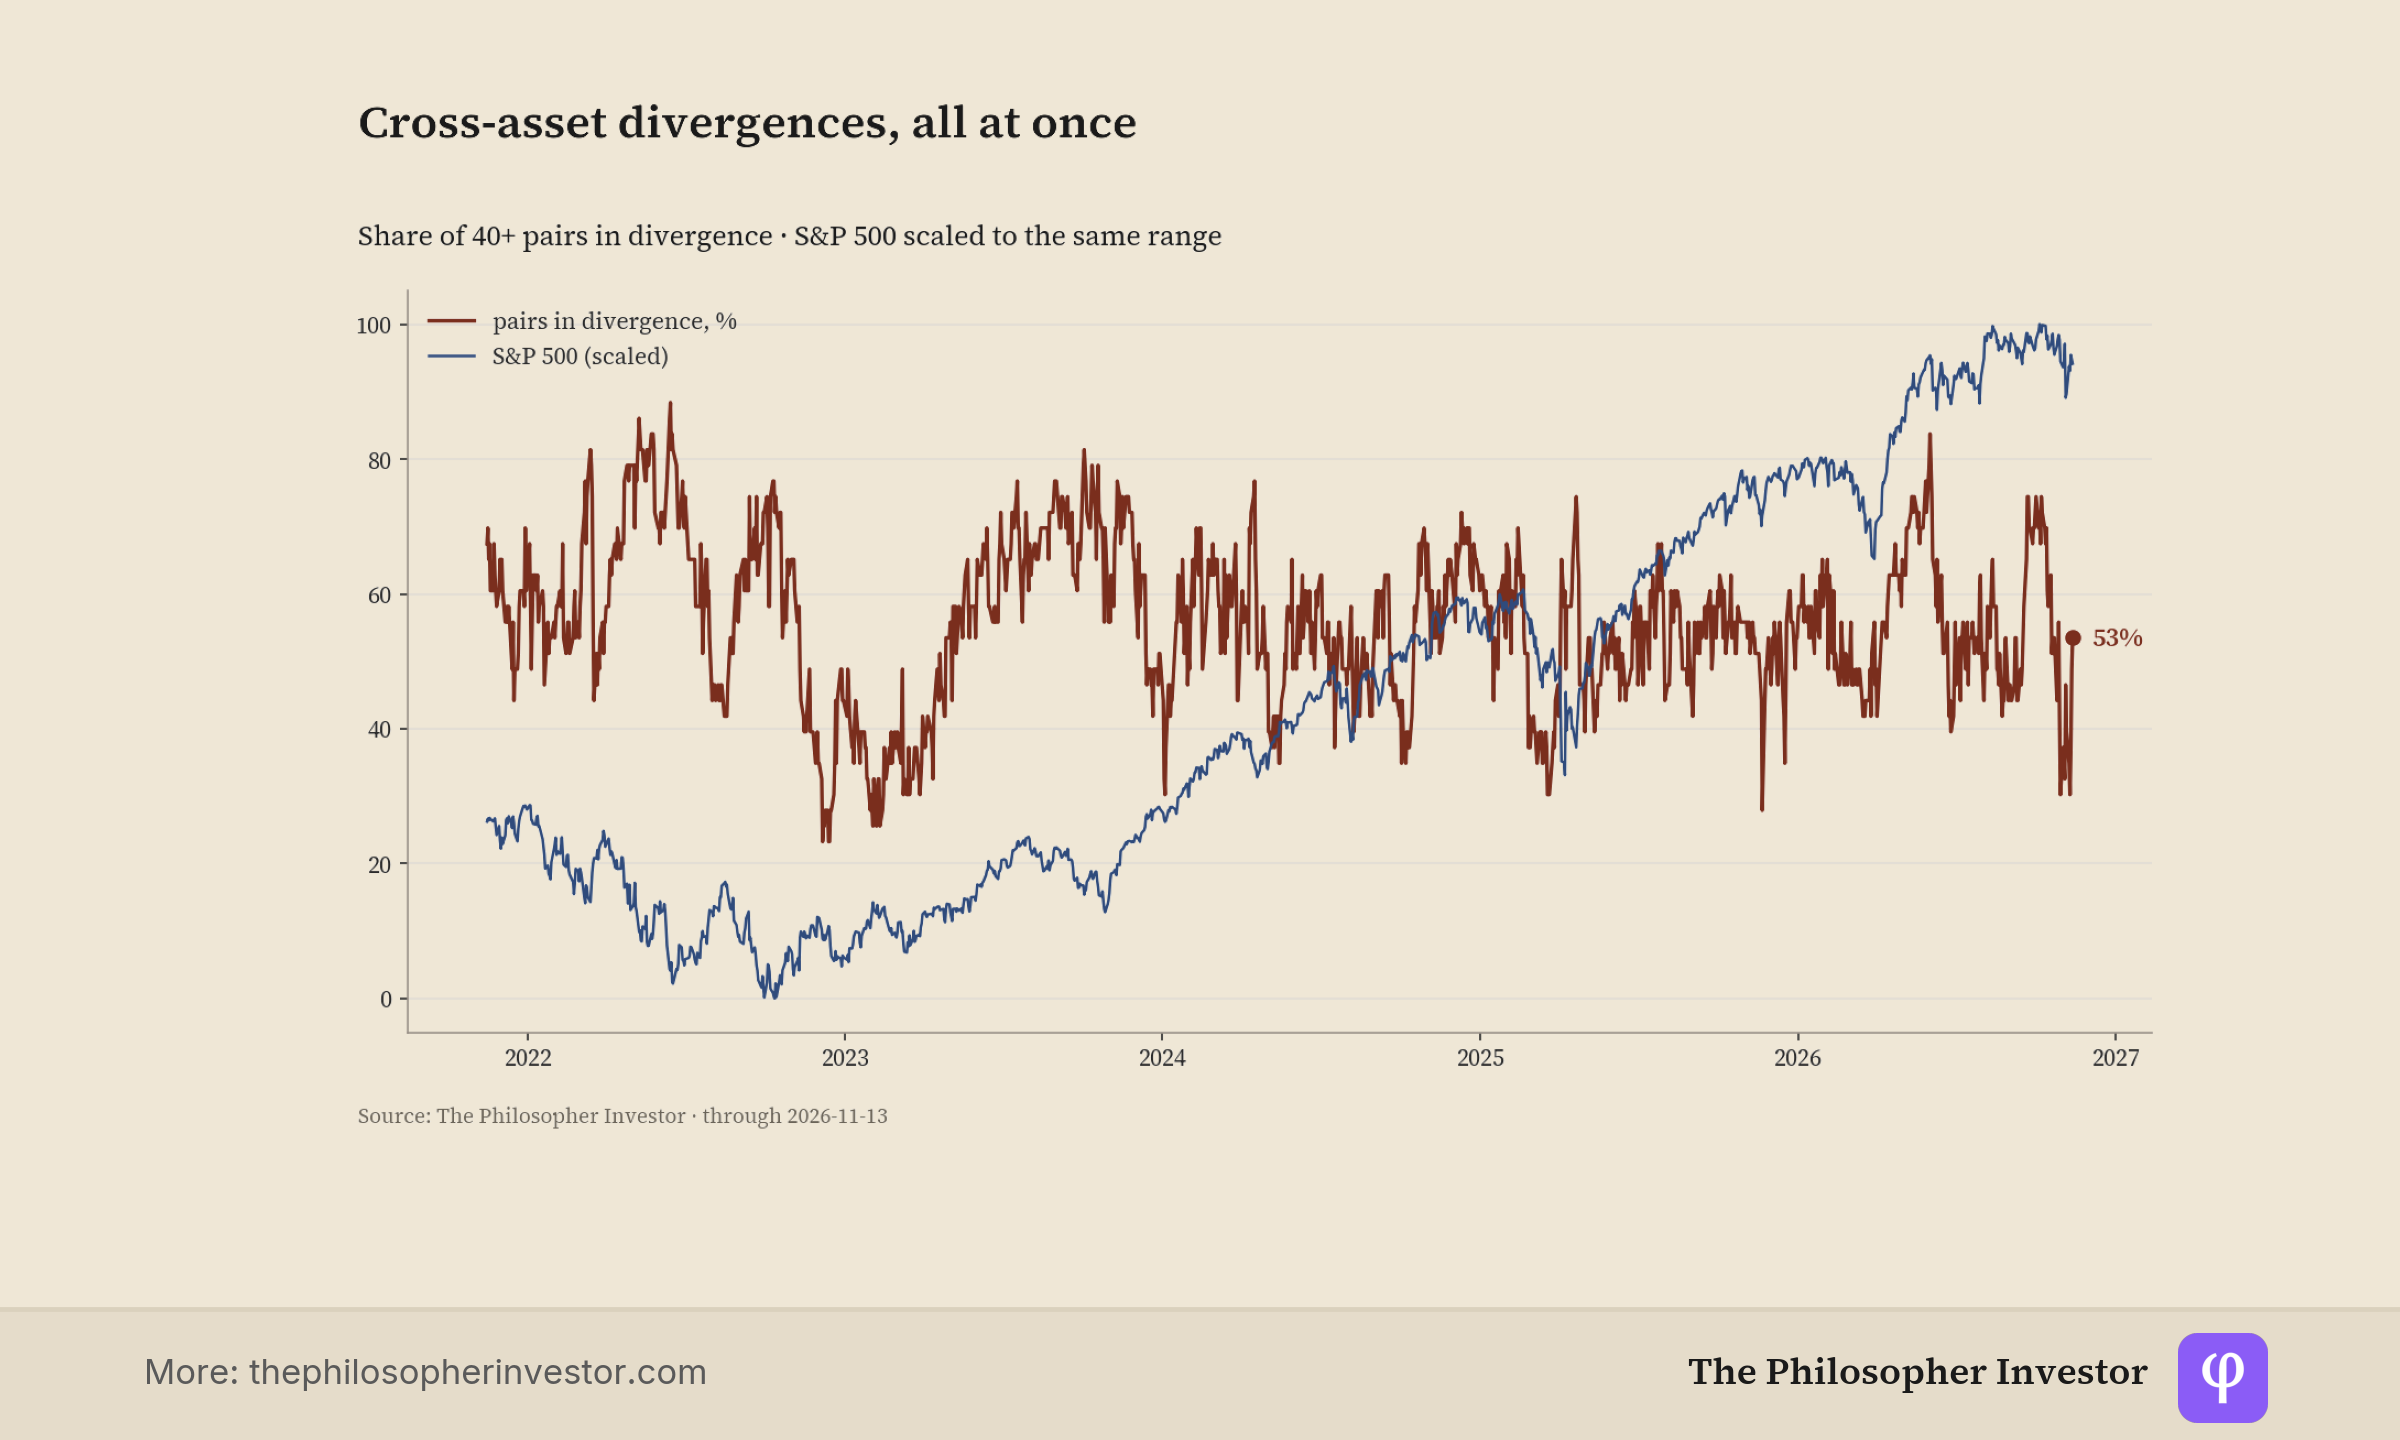 Cross-asset divergences, all at once
Share of 40+ pairs in divergence · S&P 500 scaled to the same range
pairs in divergence, %
S&P 500 (scaled)
100
80
60
40
20
0
53%
2022 2023 2024 2025 2026 2027
Source: The Philosopher Investor · through 2026-11-13
More: thephilosopherinvestor.com
The Philosopher Investor φ